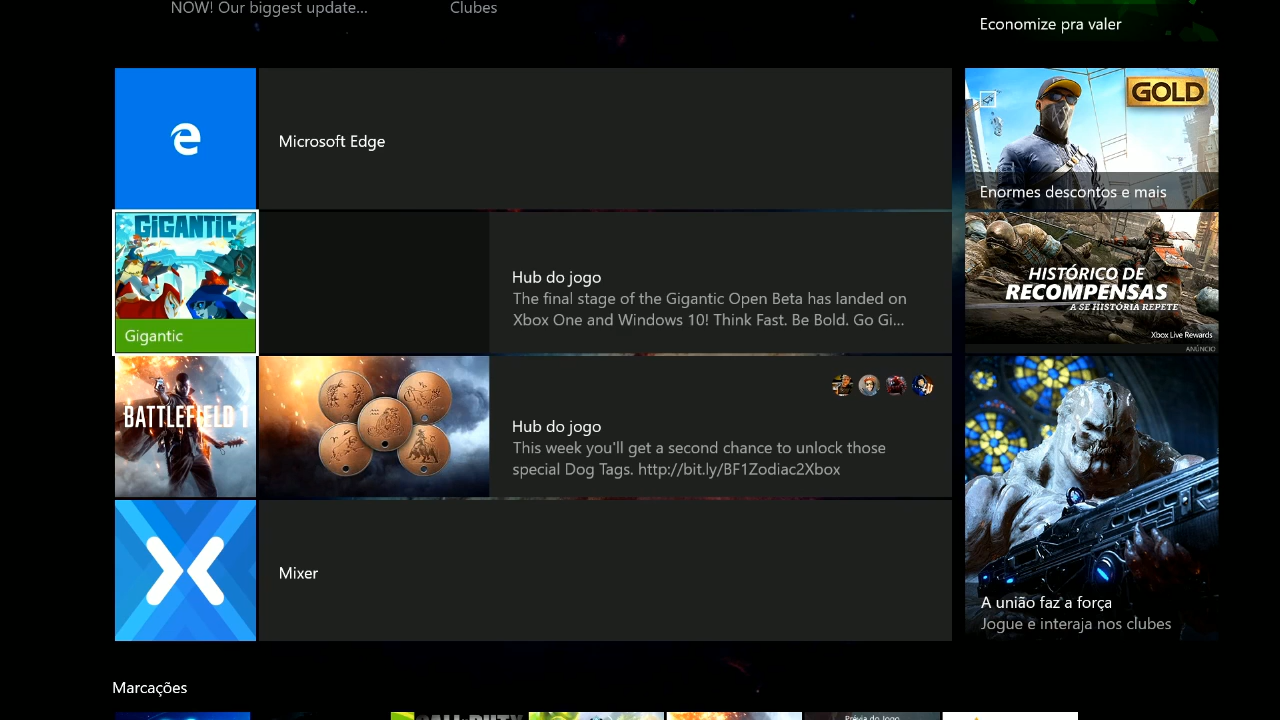 NOW! Our biggest update...
Clubes
Economize pra valer
Microsoft Edge
GOLD
Enormes descontos e mais
GIGANTIC
Gigantic
Hub do jogo
The final stage of the Gigantic Open Beta has landed on
Xbox One and Windows 10! Think Fast. Be Bold. Go Gi...
HISTÓRICO DE
RECOMPENSAS
A SE HISTÓRIA REPETE
Xbox Live Rewards
ANÚNCIO
BATTLEFIELD 1
Hub do jogo
This week you'll get a second chance to unlock those
special Dog Tags. http://bit.ly/BF1Zodiac2Xbox
Mixer
A união faz a força
Jogue e interaja nos clubes
Marcações
CALL OF DUTY
Prévia do Jogo